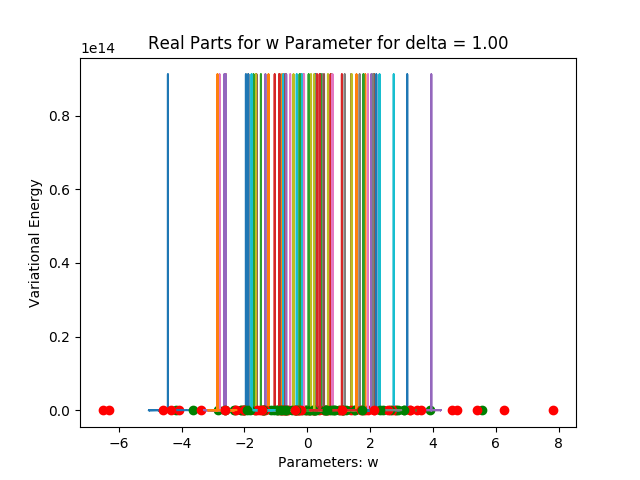 Real Parts for w Parameter for delta = 1.00
1e14
0.8
0.6
0.4
0.2
0.0
Variational Energy
−6 −4 −2 0 2 4 6 8
Parameters: w